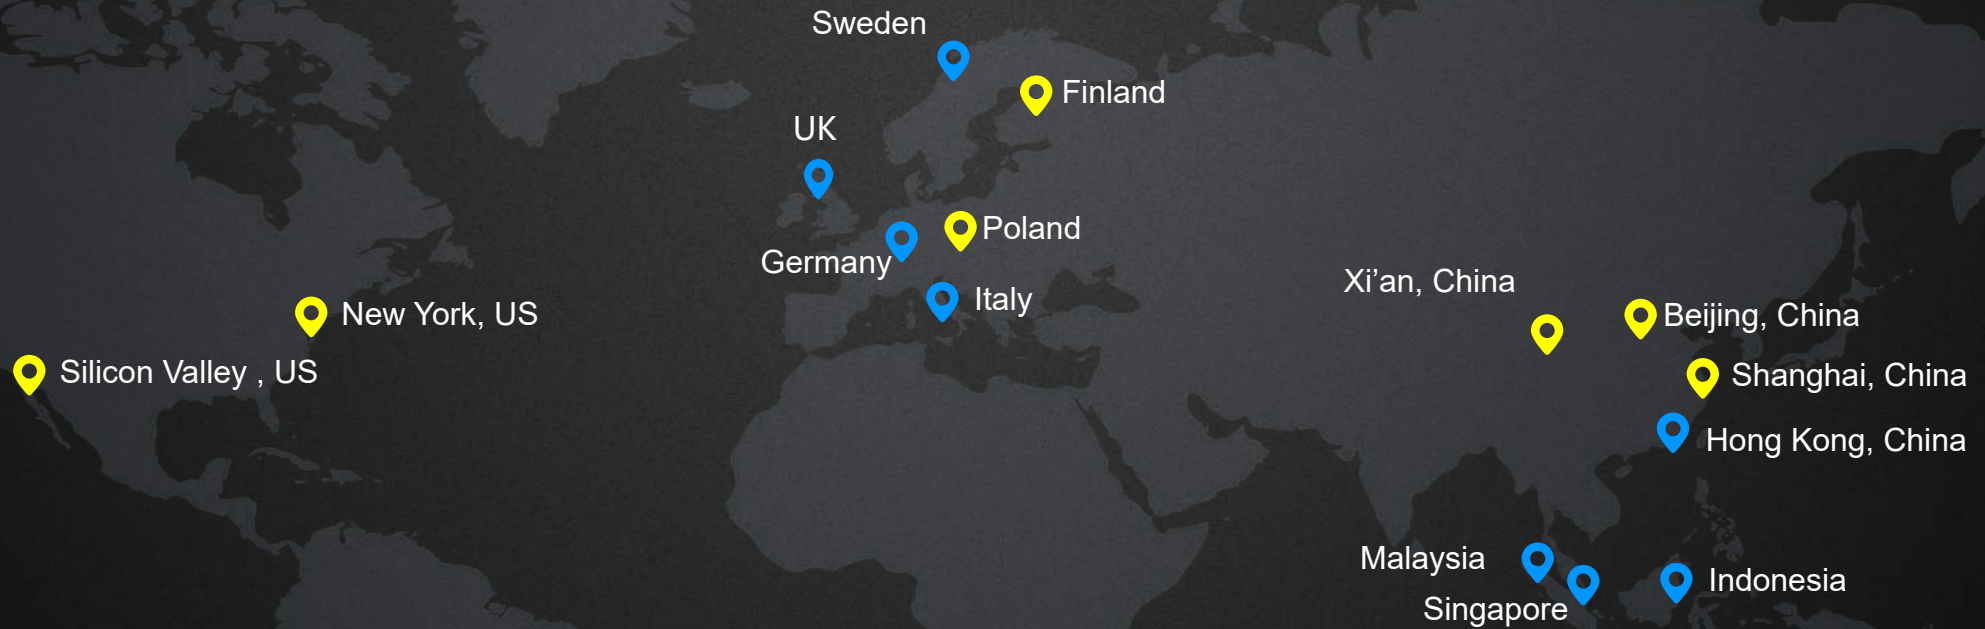 Sweden
Finland
UK
Poland
Germany
Italy
Xi’an, China
New York, US
Beijing, China
Silicon Valley , US
Shanghai, China
Hong Kong, China
Malaysia
Indonesia
Singapore